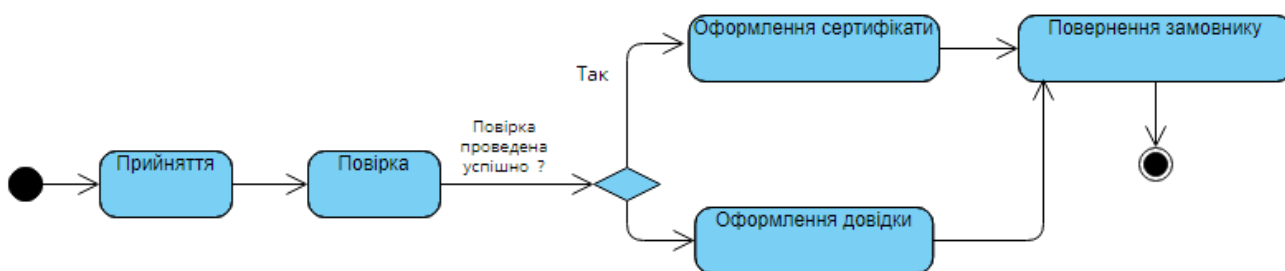 Прийняття
Повірка
Повірка
проведена
успішно ?
Так
Оформлення сертифікати
Повернення замовнику
Оформлення довідки